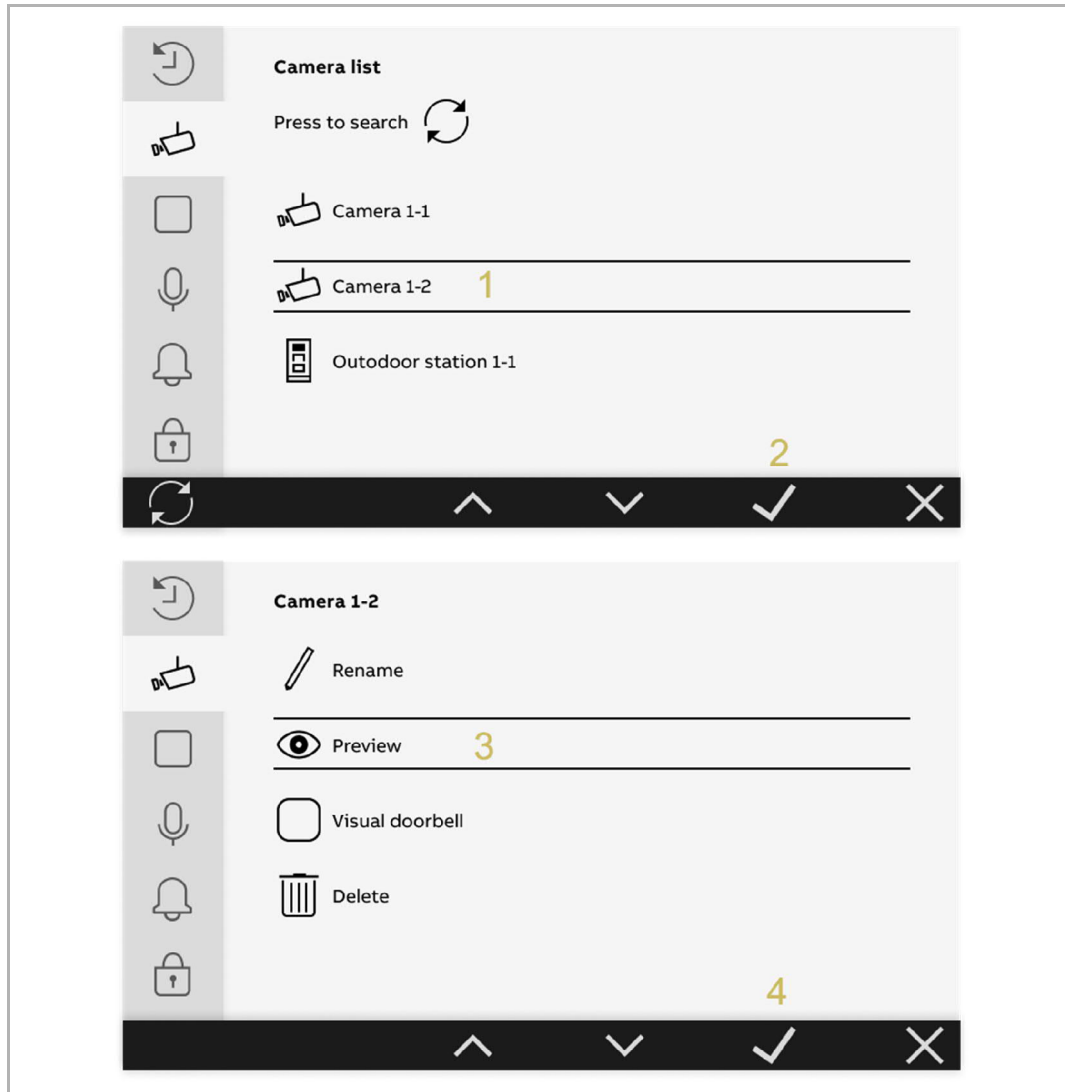 Camera list
Press to search
Camera 1-1
Camera 1-2 1
Outodoor station 1-1
2
Camera 1-2
Rename
Preview 3
Visual doorbell
Delete
4